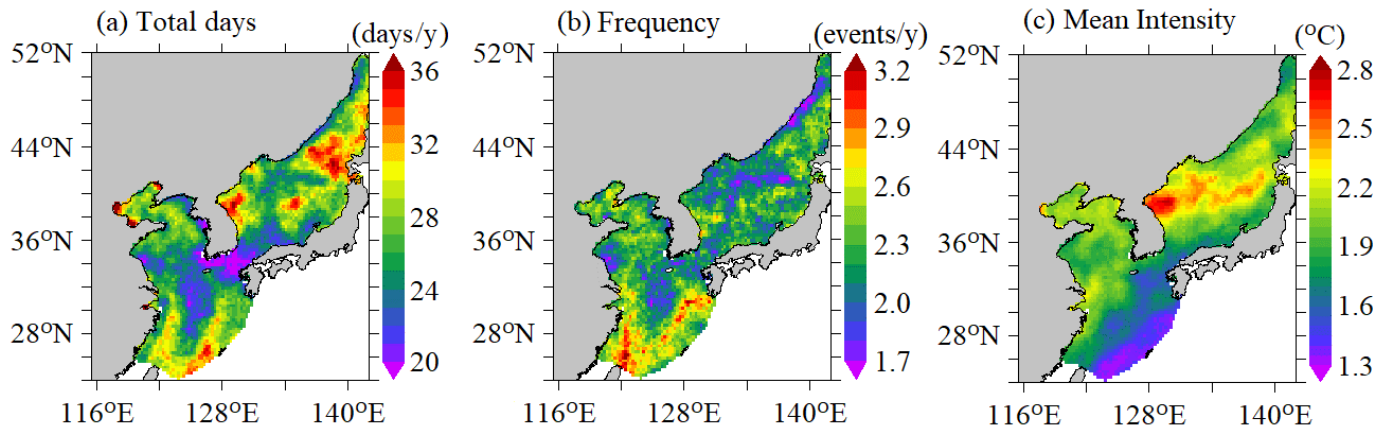 (a) Total days
(days/y)
52°N
44°N
36°N
28°N
116°E
128°E
140°E
36
32
28
24
20
(b) Frequency
(events/y)
52°N
44°N
36°N
28°N
116°E
128°E
140°E
3.2
2.9
2.6
2.3
2.0
1.7
(c) Mean Intensity
(°C)
52°N
44°N
36°N
28°N
116°E
128°E
140°E
2.8
2.5
2.2
1.9
1.6
1.3